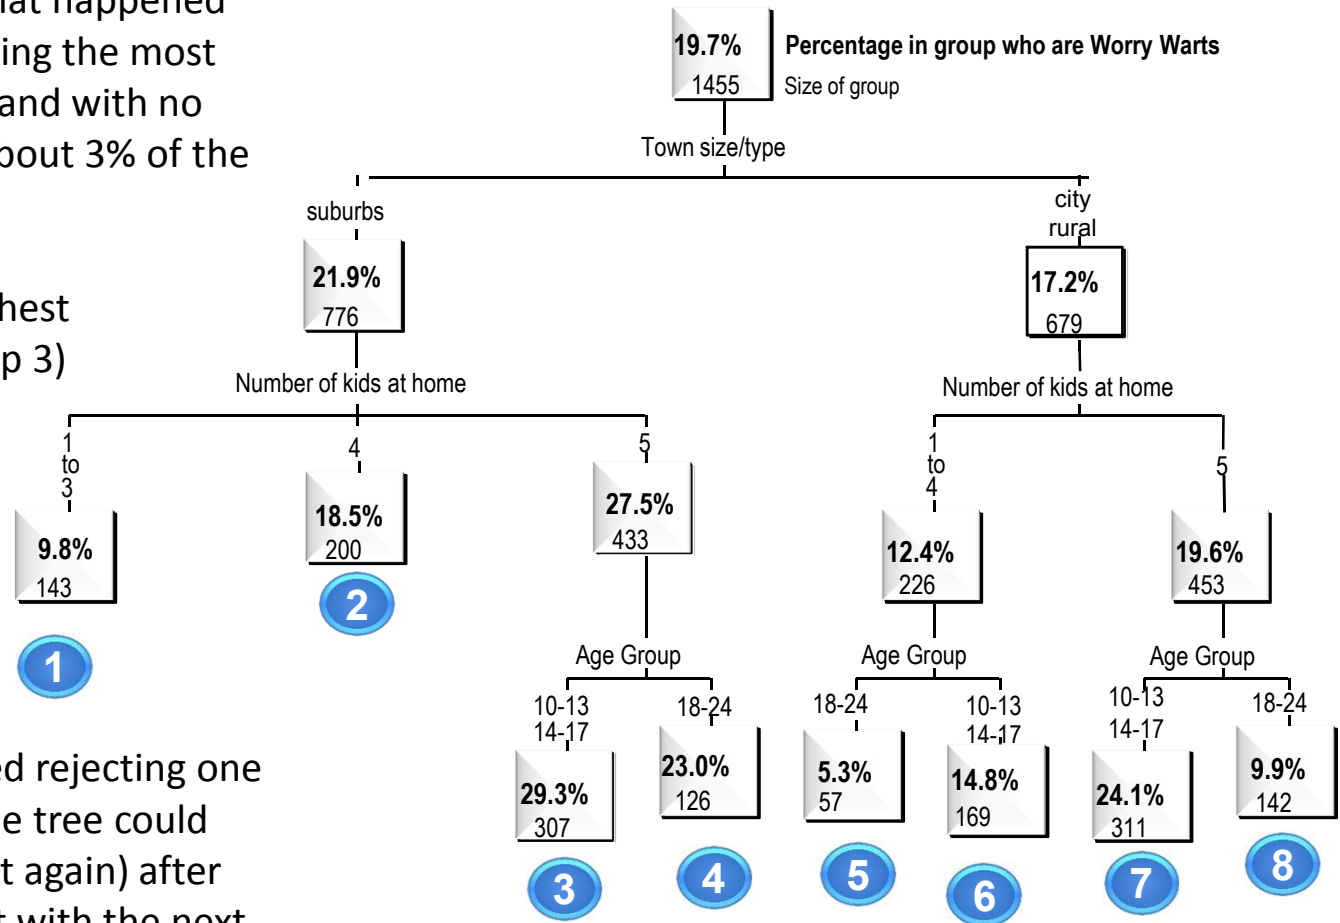 hat happened
ing the most
and with no
bout 3% of the
hest
p 3)
ed rejecting one
e tree could
t again) after
t with the next
19.7%
1455
Percentage in group who are Worry Warts
Size of group
Town size/type
suburbs
21.9%
776
city
rural
17.2%
679
Number of kids at home
1
to
3
9.8%
143
1
4
18.5%
200
2
5
27.5%
433
Number of kids at home
1
to
4
12.4%
226
5
19.6%
453
Age Group
10-13
14-17
29.3%
307
3
18-24
23.0%
126
4
Age Group
18-24
5.3%
57
5
10-13
14-17
14.8%
169
6
Age Group
10-13
14-17
24.1%
311
7
18-24
9.9%
142
8